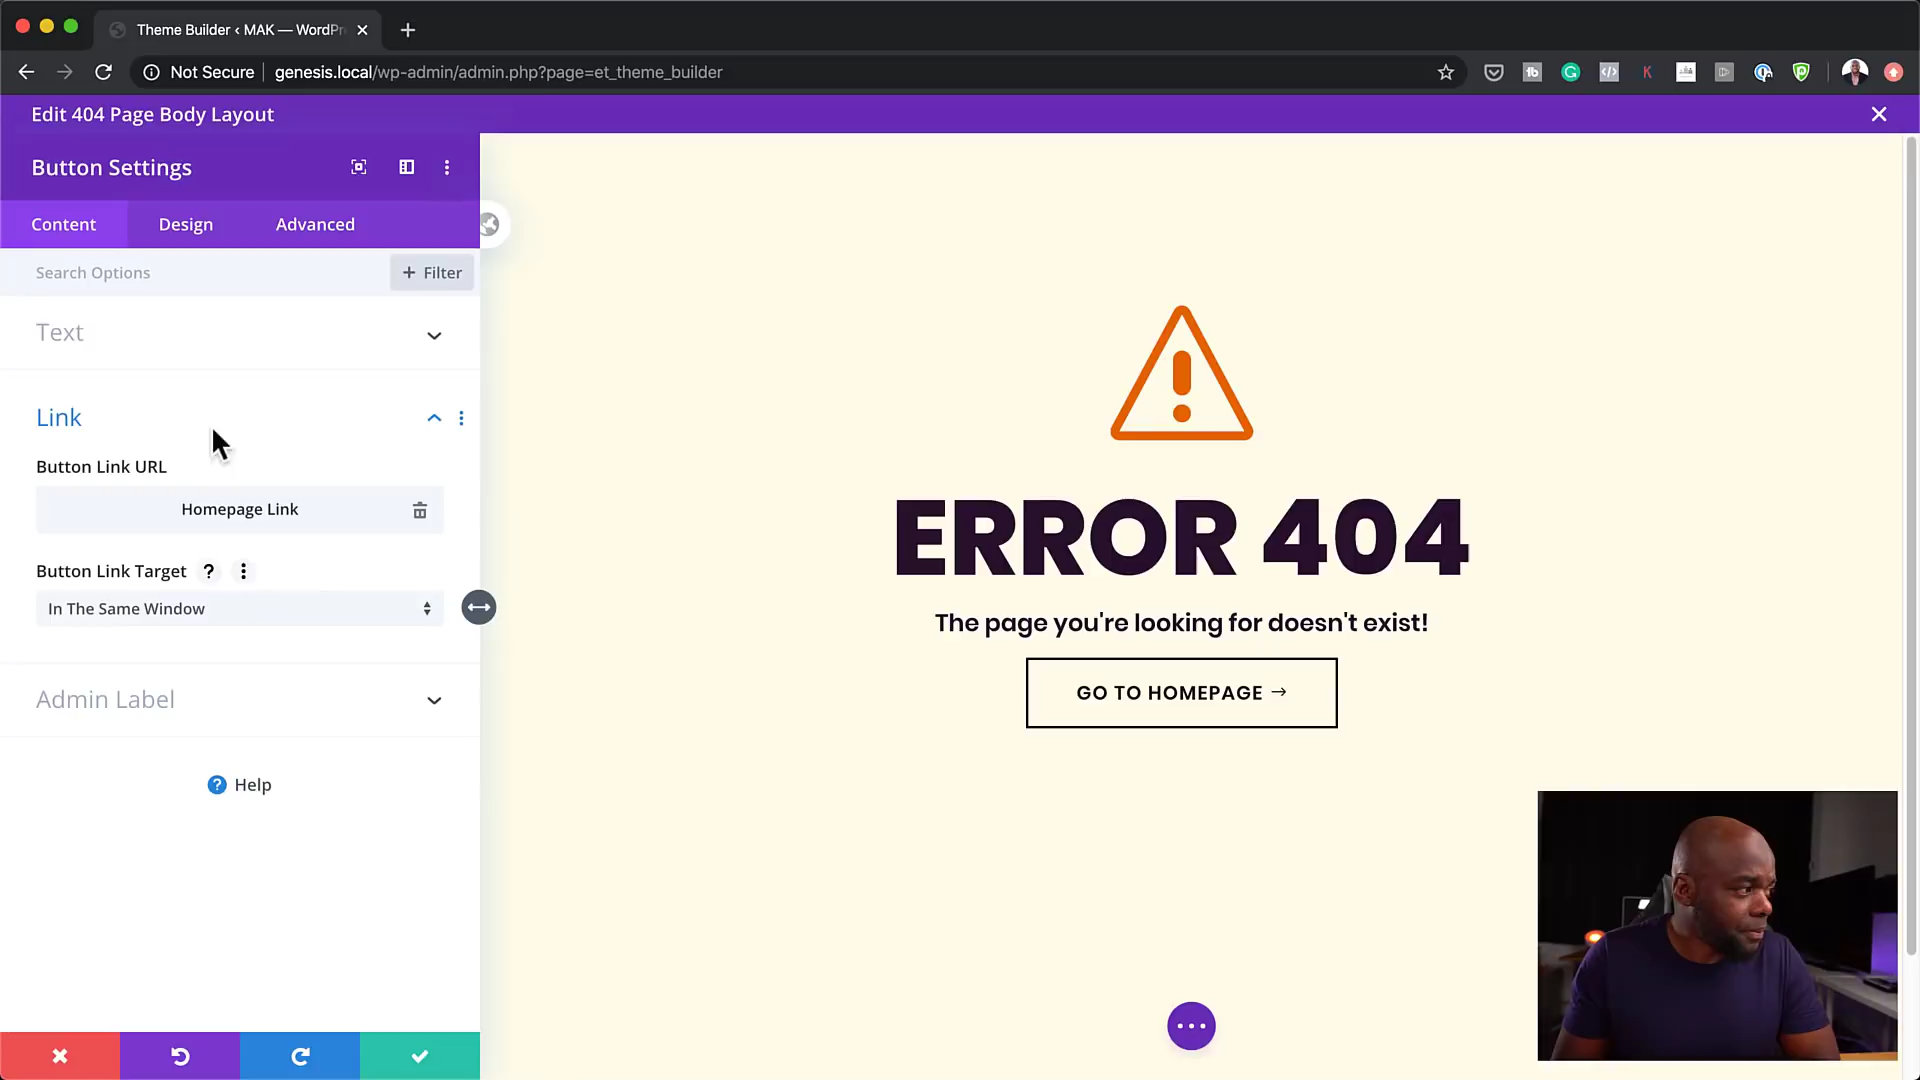 Theme Builder ‹ MAK — WordPr
Not Secure
genesis.local/wp-admin/admin.php?page=et_theme_builder
Edit 404 Page Body Layout
Button Settings
Content
Design
Advanced
Search Options
+ Filter
Text
Link
Button Link URL
Homepage Link
Button Link Target ?
In The Same Window
Admin Label
? Help
ERROR 404
The page you're looking for doesn't exist!
GO TO HOMEPAGE →